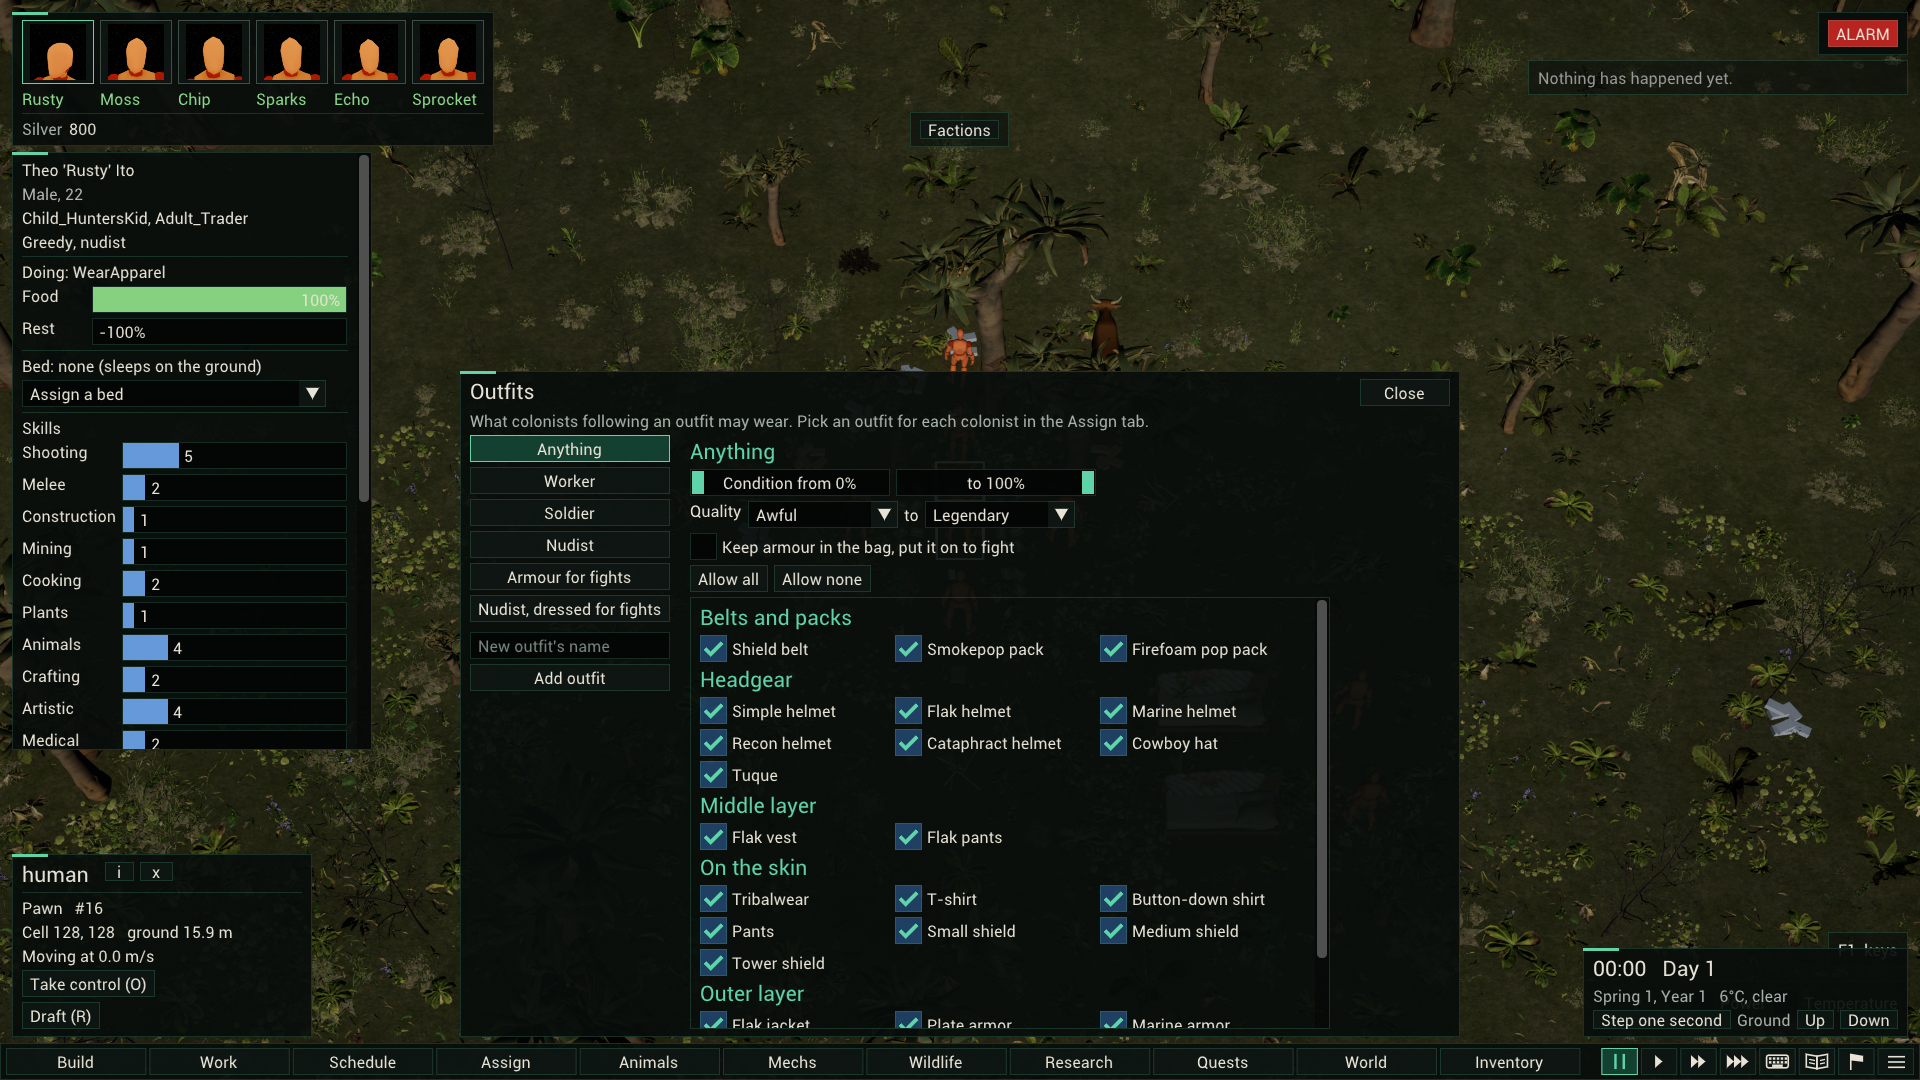 Rusty Moss Chip Sparks Echo Sprocket
Silver 800
ALARM
Nothing has happened yet.
Factions
Theo 'Rusty' Ito
Male, 22
Child_HuntersKid, Adult_Trader
Greedy, nudist
Doing: WearApparel
Food 100%
Rest -100%
Bed: none (sleeps on the ground)
Assign a bed
Skills
Shooting 5
Melee 2
Construction 1
Mining 1
Cooking 2
Plants 1
Animals 4
Crafting 2
Artistic 4
Medical 2
human i x
Pawn #16
Cell 128, 128 ground 15.9 m
Moving at 0.0 m/s
Take control (O)
Draft (R)
Outfits
Close
What colonists following an outfit may wear. Pick an outfit for each colonist in the Assign tab.
Anything
Worker
Soldier
Nudist
Armour for fights
Nudist, dressed for fights
New outfit's name
Add outfit
Anything
Condition from 0% to 100%
Quality Awful to Legendary
Keep armour in the bag, put it on to fight
Allow all Allow none
Belts and packs
Shield belt Smokepop pack Firefoam pop pack
Headgear
Simple helmet Flak helmet Marine helmet
Recon helmet Cataphract helmet Cowboy hat
Tuque
Middle layer
Flak vest Flak pants
On the skin
Tribalwear T-shirt Button-down shirt
Pants Small shield Medium shield
Tower shield
Outer layer
Flak jacket Plate armor Marine armor
F1 keys
00:00 Day 1
Spring 1, Year 1 6°C, clear
Temperature
Step one second Ground Up Down
Build Work Schedule Assign Animals Mechs Wildlife Research Quests World Inventory